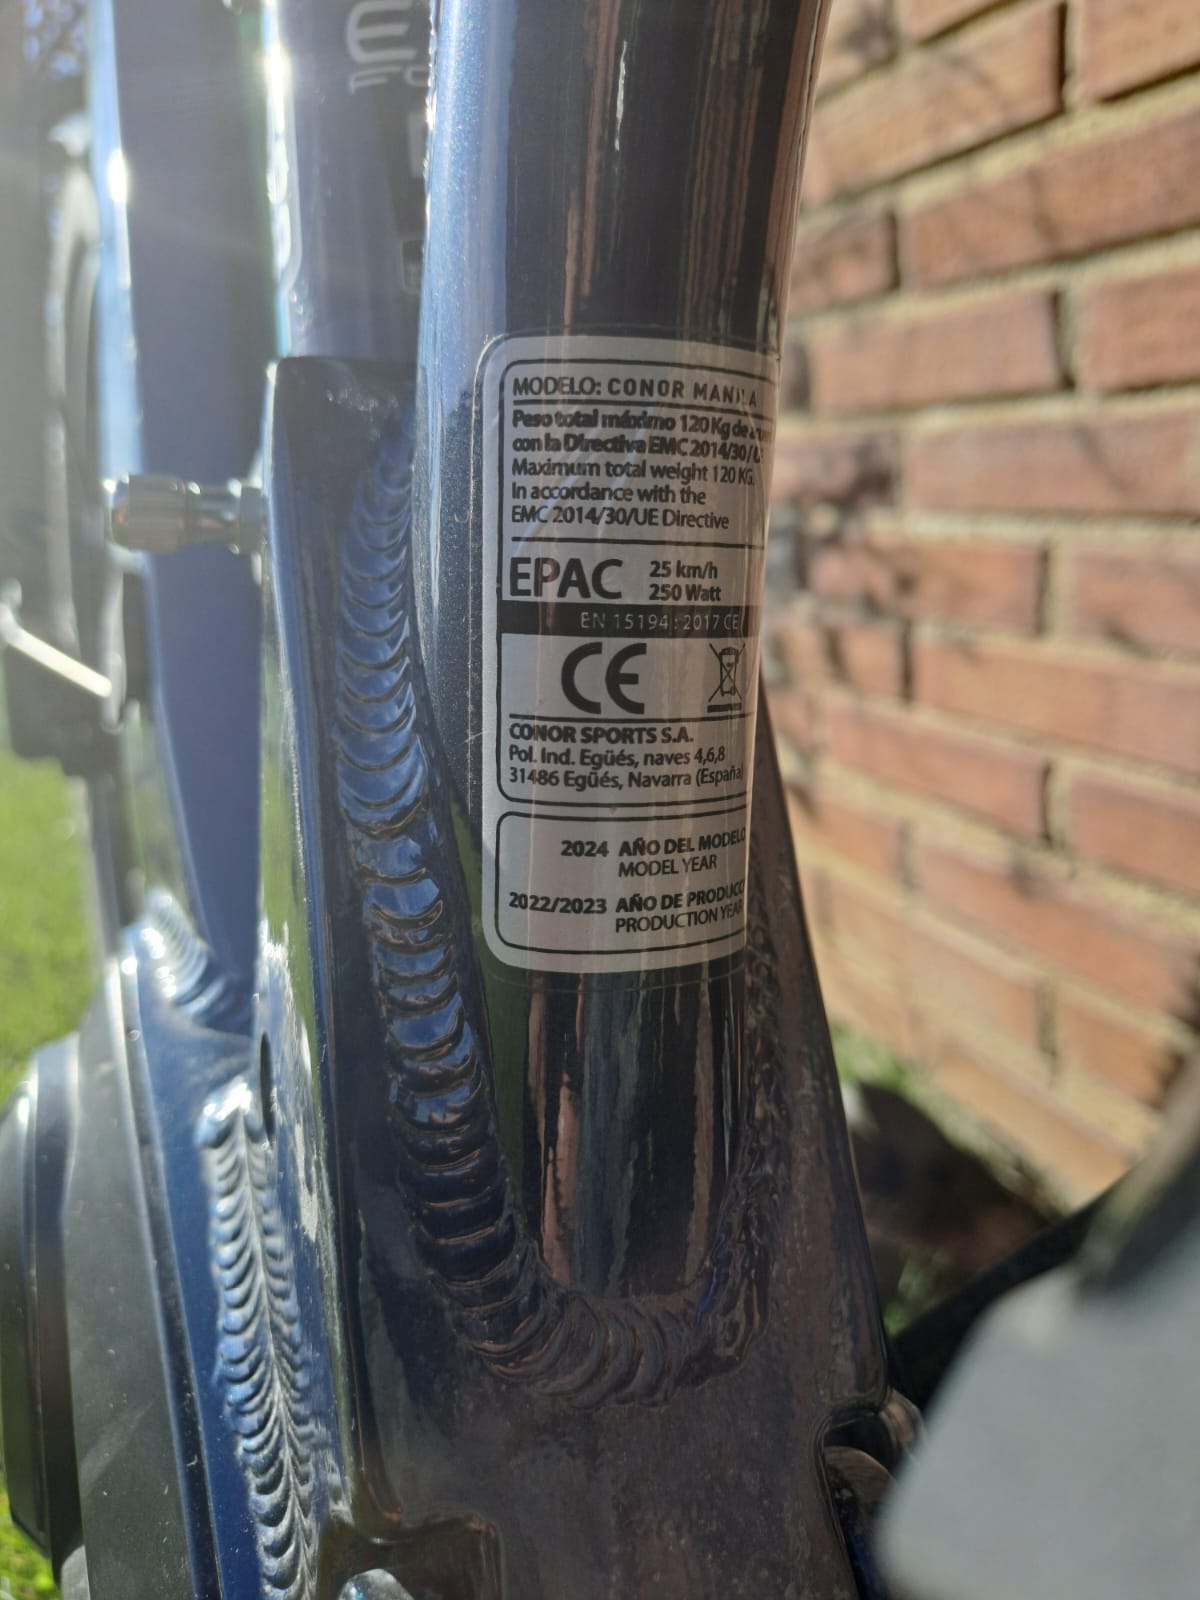 MODELO: CONOR MANILA
Peso total máximo 120 Kg de
con la Directiva EMC 2014/30/U
Maximum total weight 120 KG.
In accordance with the
EMC 2014/30/UE Directive
EPAC 25 km/h
250 Watt
EN 15194 : 2017 CE
CE
CONOR SPORTS S.A.
Pol. Ind. Egüés, naves 4,6,8
31486 Egüés, Navarra (España)
2024 AÑO DEL MODELO
MODEL YEAR
2022/2023 AÑO DE PRODUCC
PRODUCTION YEAR